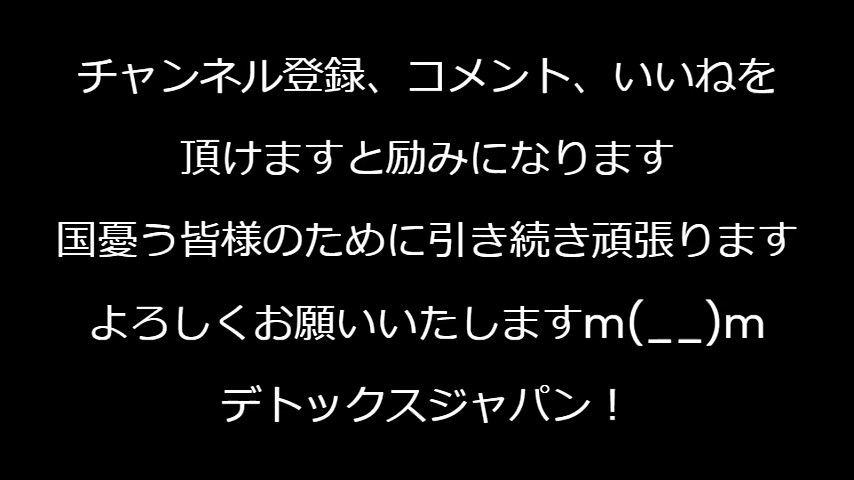 チャンネル登録、コメント、いいねを
頂けますと励みになります
国憂う皆様のために引き続き頑張ります
よろしくお願いいたしますm(__)m
デトックスジャパン！